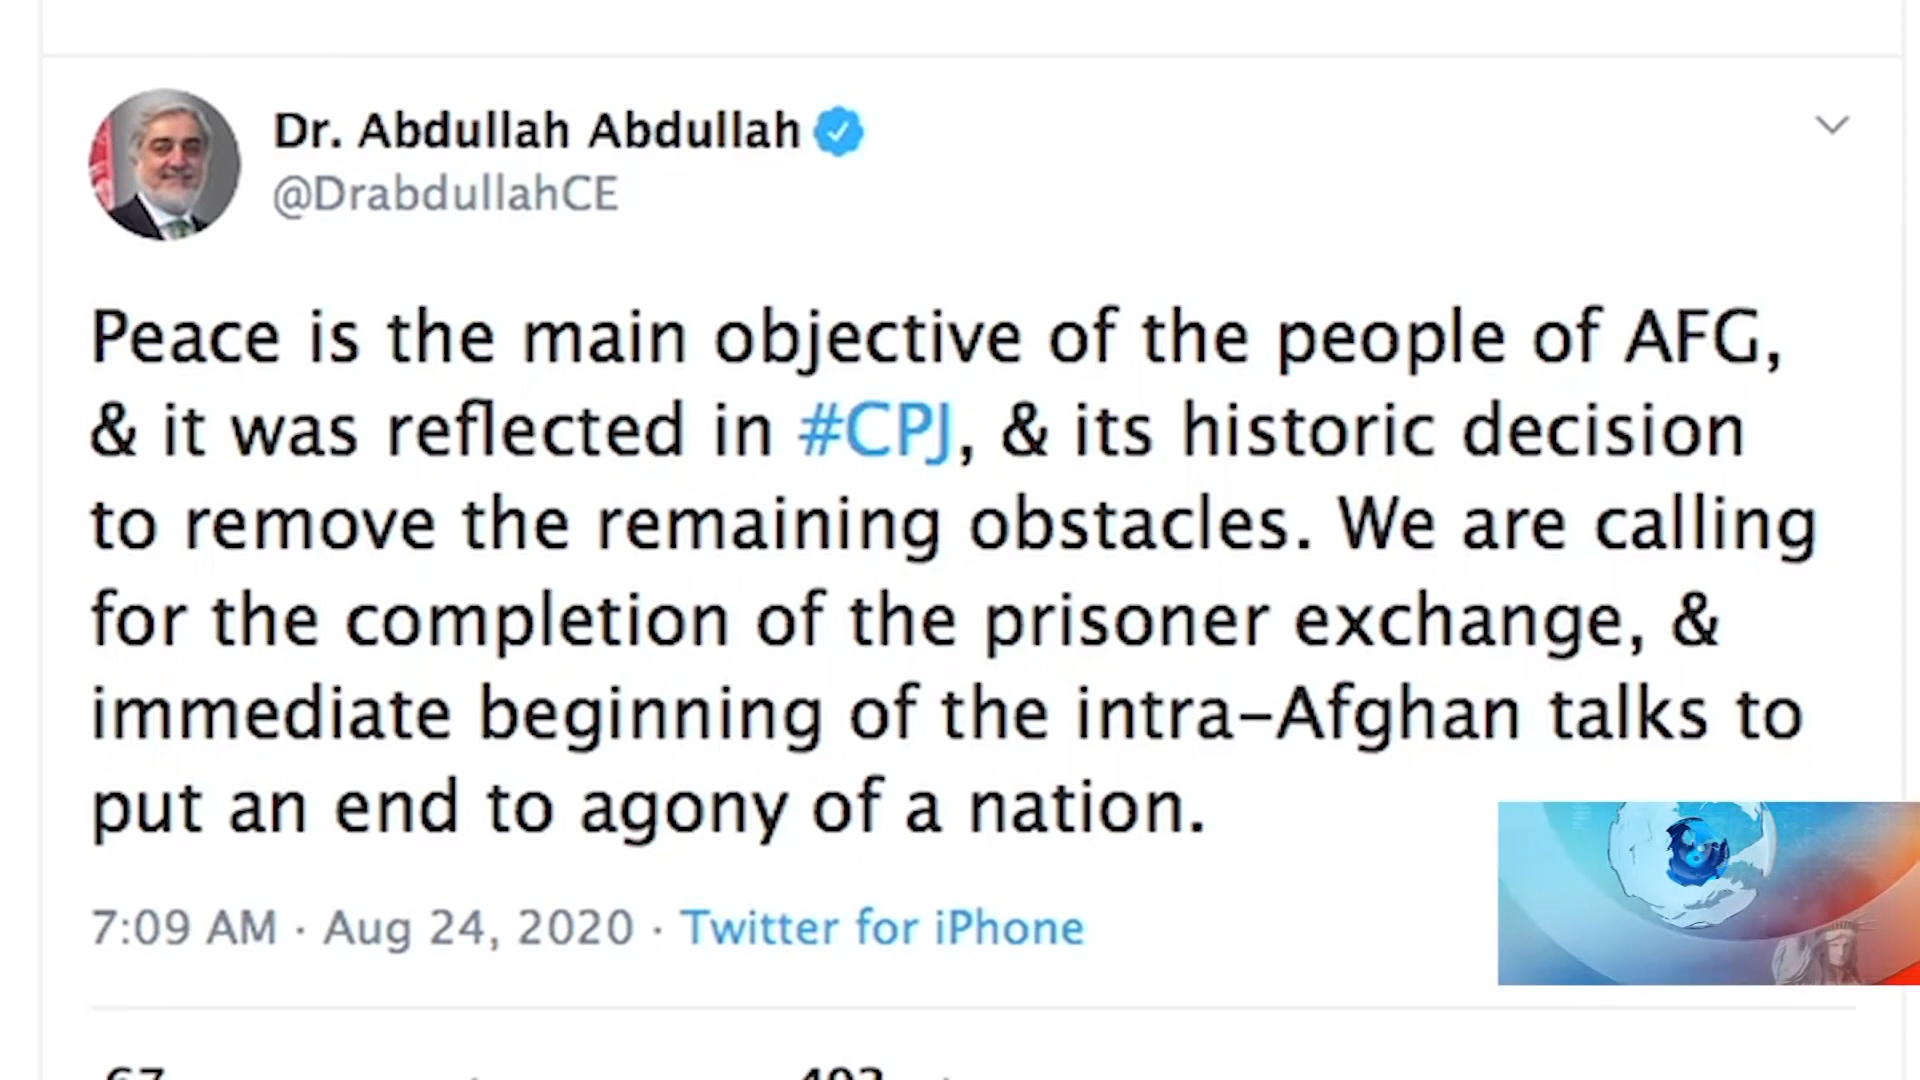 Dr. Abdullah Abdullah
@DrabdullahCE
Peace is the main objective of the people of AFG,
& it was reflected in #CPJ, & its historic decision
to remove the remaining obstacles. We are calling
for the completion of the prisoner exchange, &
immediate beginning of the intra-Afghan talks to
put an end to agony of a nation.
7:09 AM · Aug 24, 2020 · Twitter for iPhone